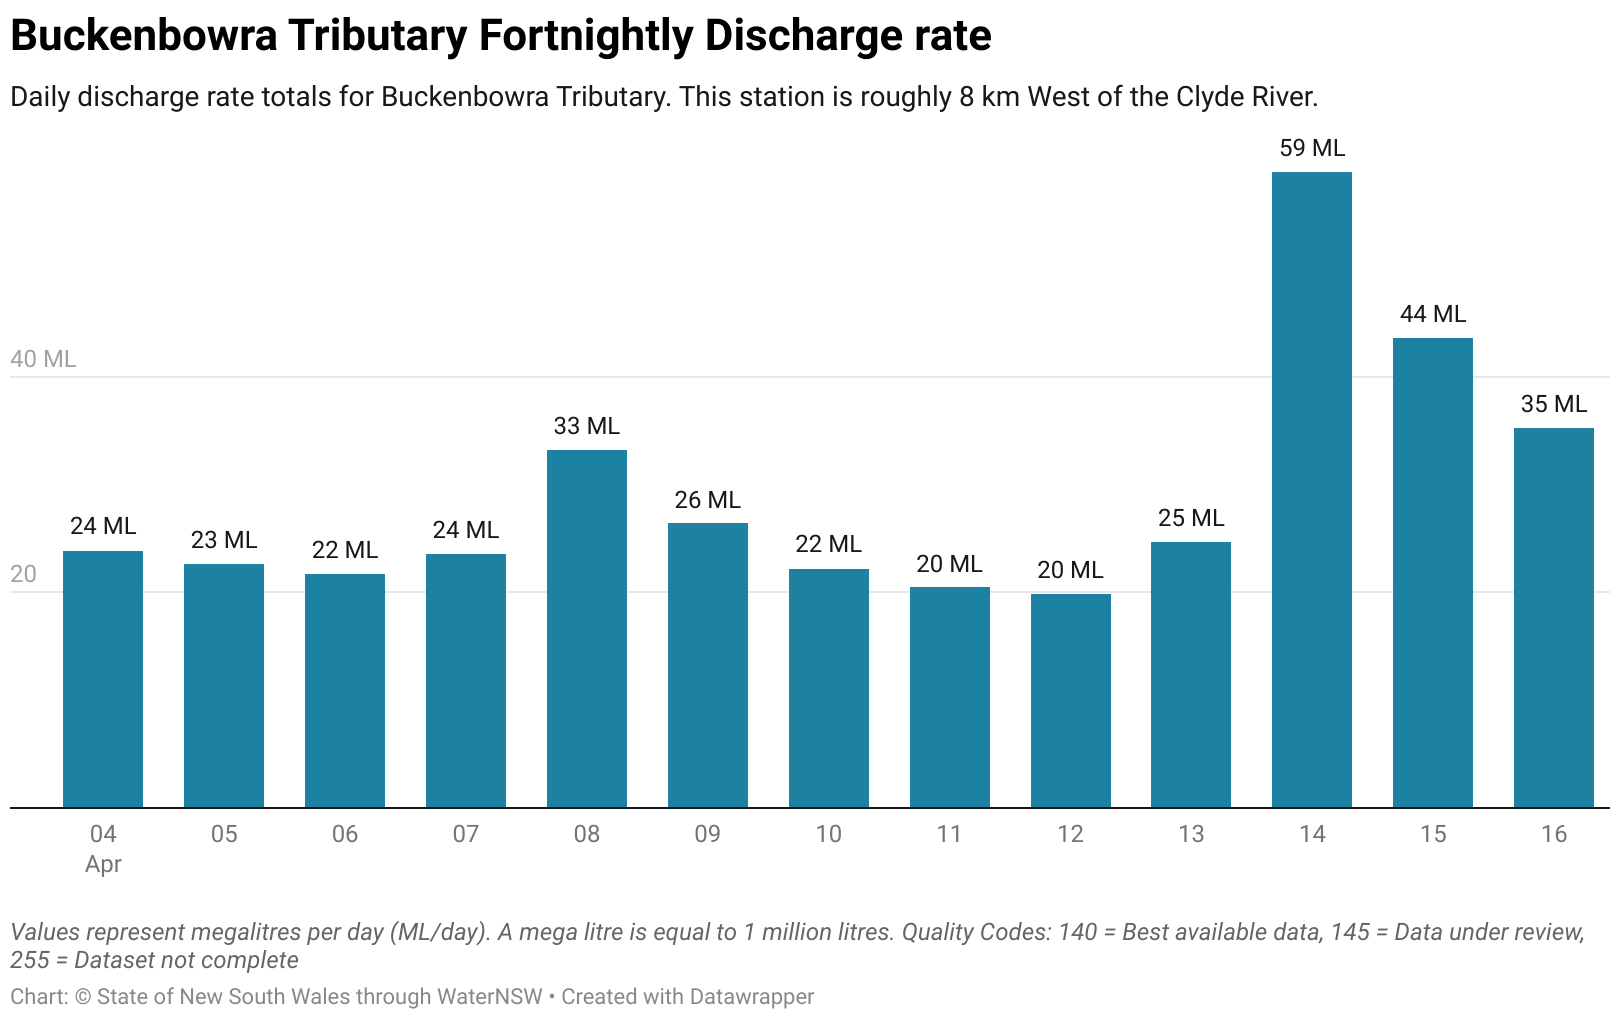 Buckenbowra Tributary Fortnightly Discharge rate
Daily discharge rate totals for Buckenbowra Tributary. This station is roughly 8 km West of the Clyde River.
59 ML
44 ML
40 ML
35 ML
33 ML
26 ML
24 ML
23 ML
22 ML
24 ML
22 ML
20 ML
20 ML
25 ML
20
04 05 06 07 08 09 10 11 12 13 14 15 16
Apr
Values represent megalitres per day (ML/day). A mega litre is equal to 1 million litres. Quality Codes: 140 = Best available data, 145 = Data under review,
255 = Dataset not complete
Chart: © State of New South Wales through WaterNSW • Created with Datawrapper